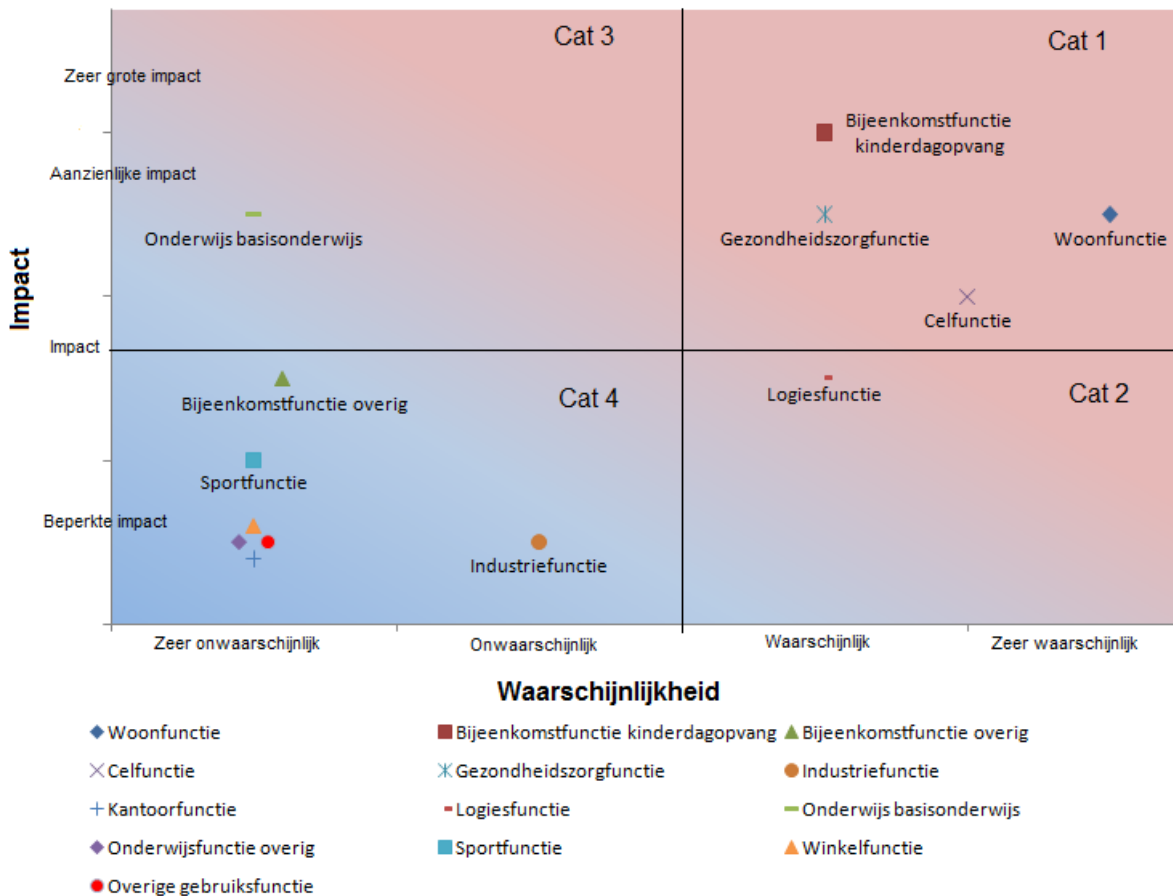 Cat 3
Cat 1
Zeer grote impact
Bijeenkomstfunctie
kinderdagopvang
Aanzienlijke impact
Onderwijs basisonderwijs
Gezondheidszorgfunctie
Woonfunctie
Impact
Celfunctie
Impact
Bijeenkomstfunctie overig
Cat 4
Logiesfunctie
Cat 2
Sportfunctie
Beperkte impact
Industriefunctie
Zeer onwaarschijnlijk
Onwaarschijnlijk
Waarschijnlijk
Zeer waarschijnlijk
Waarschijnlijkheid
Woonfunctie
Bijeenkomstfunctie kinderdagopvang
Bijeenkomstfunctie overig
Celfunctie
Gezondheidszorgfunctie
Industriefunctie
Kantoorfunctie
Logiesfunctie
Onderwijs basisonderwijs
Onderwijsfunctie overig
Sportfunctie
Winkelfunctie
Overige gebruiksfunctie